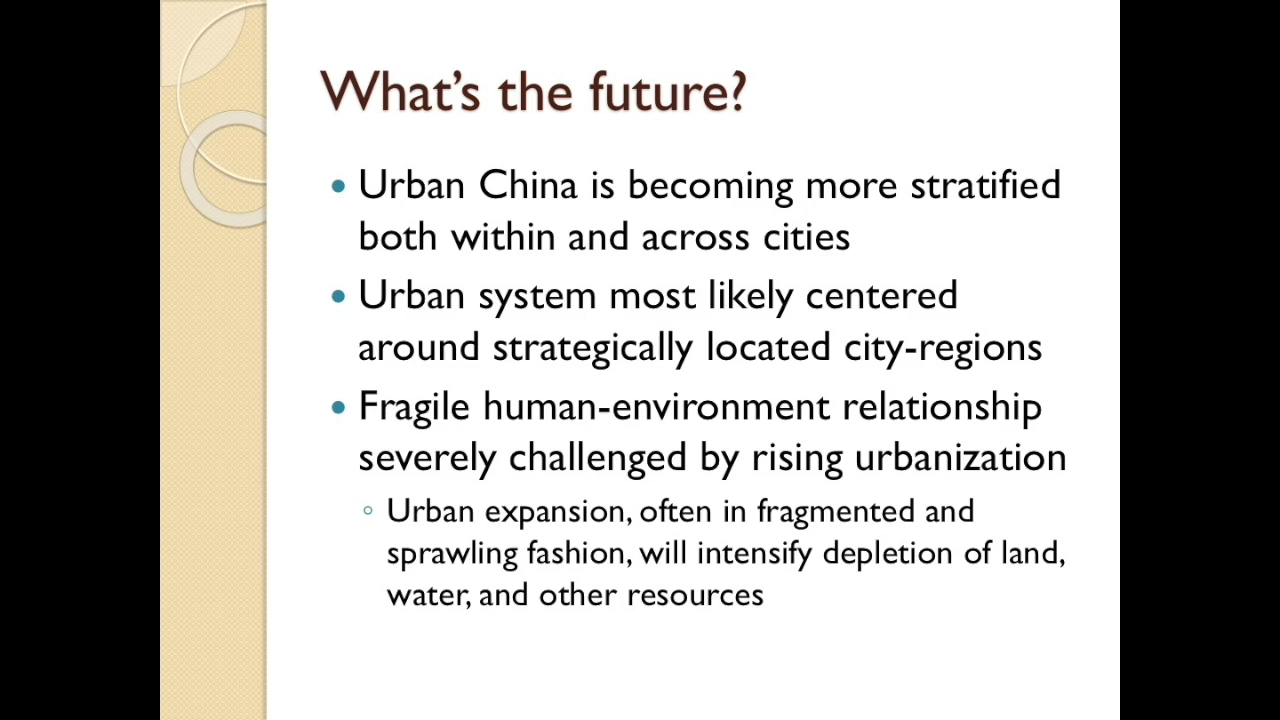 What's the future?
• Urban China is becoming more stratified
both within and across cities
• Urban system most likely centered
around strategically located city-regions
• Fragile human-environment relationship
severely challenged by rising urbanization
◦ Urban expansion, often in fragmented and
sprawling fashion, will intensify depletion of land,
water, and other resources